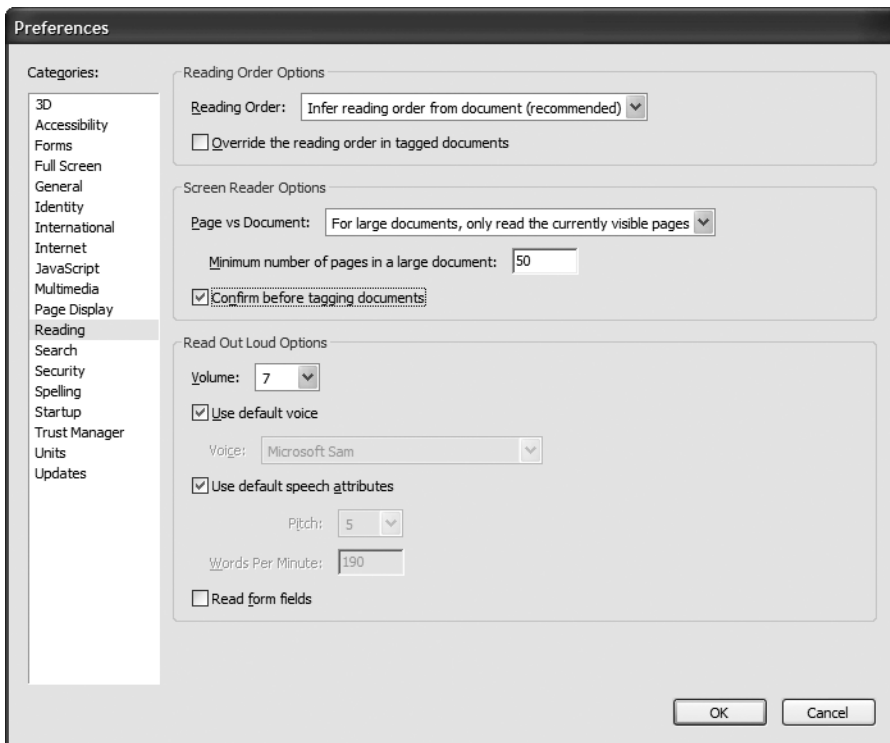 Preferences
Categories:
3D
Accessibility
Forms
Full Screen
General
Identity
International
Internet
JavaScript
Multimedia
Page Display
Reading
Search
Security
Spelling
Startup
Trust Manager
Units
Updates
Reading Order Options
Reading Order: Infer reading order from document (recommended)
Override the reading order in tagged documents
Screen Reader Options
Page vs Document: For large documents, only read the currently visible pages
Minimum number of pages in a large document: 50
Confirm before tagging documents
Read Out Loud Options
Volume: 7
Use default voice
Voice: Microsoft Sam
Use default speech attributes
Pitch: 5
Words Per Minute: 190
Read form fields
OK Cancel